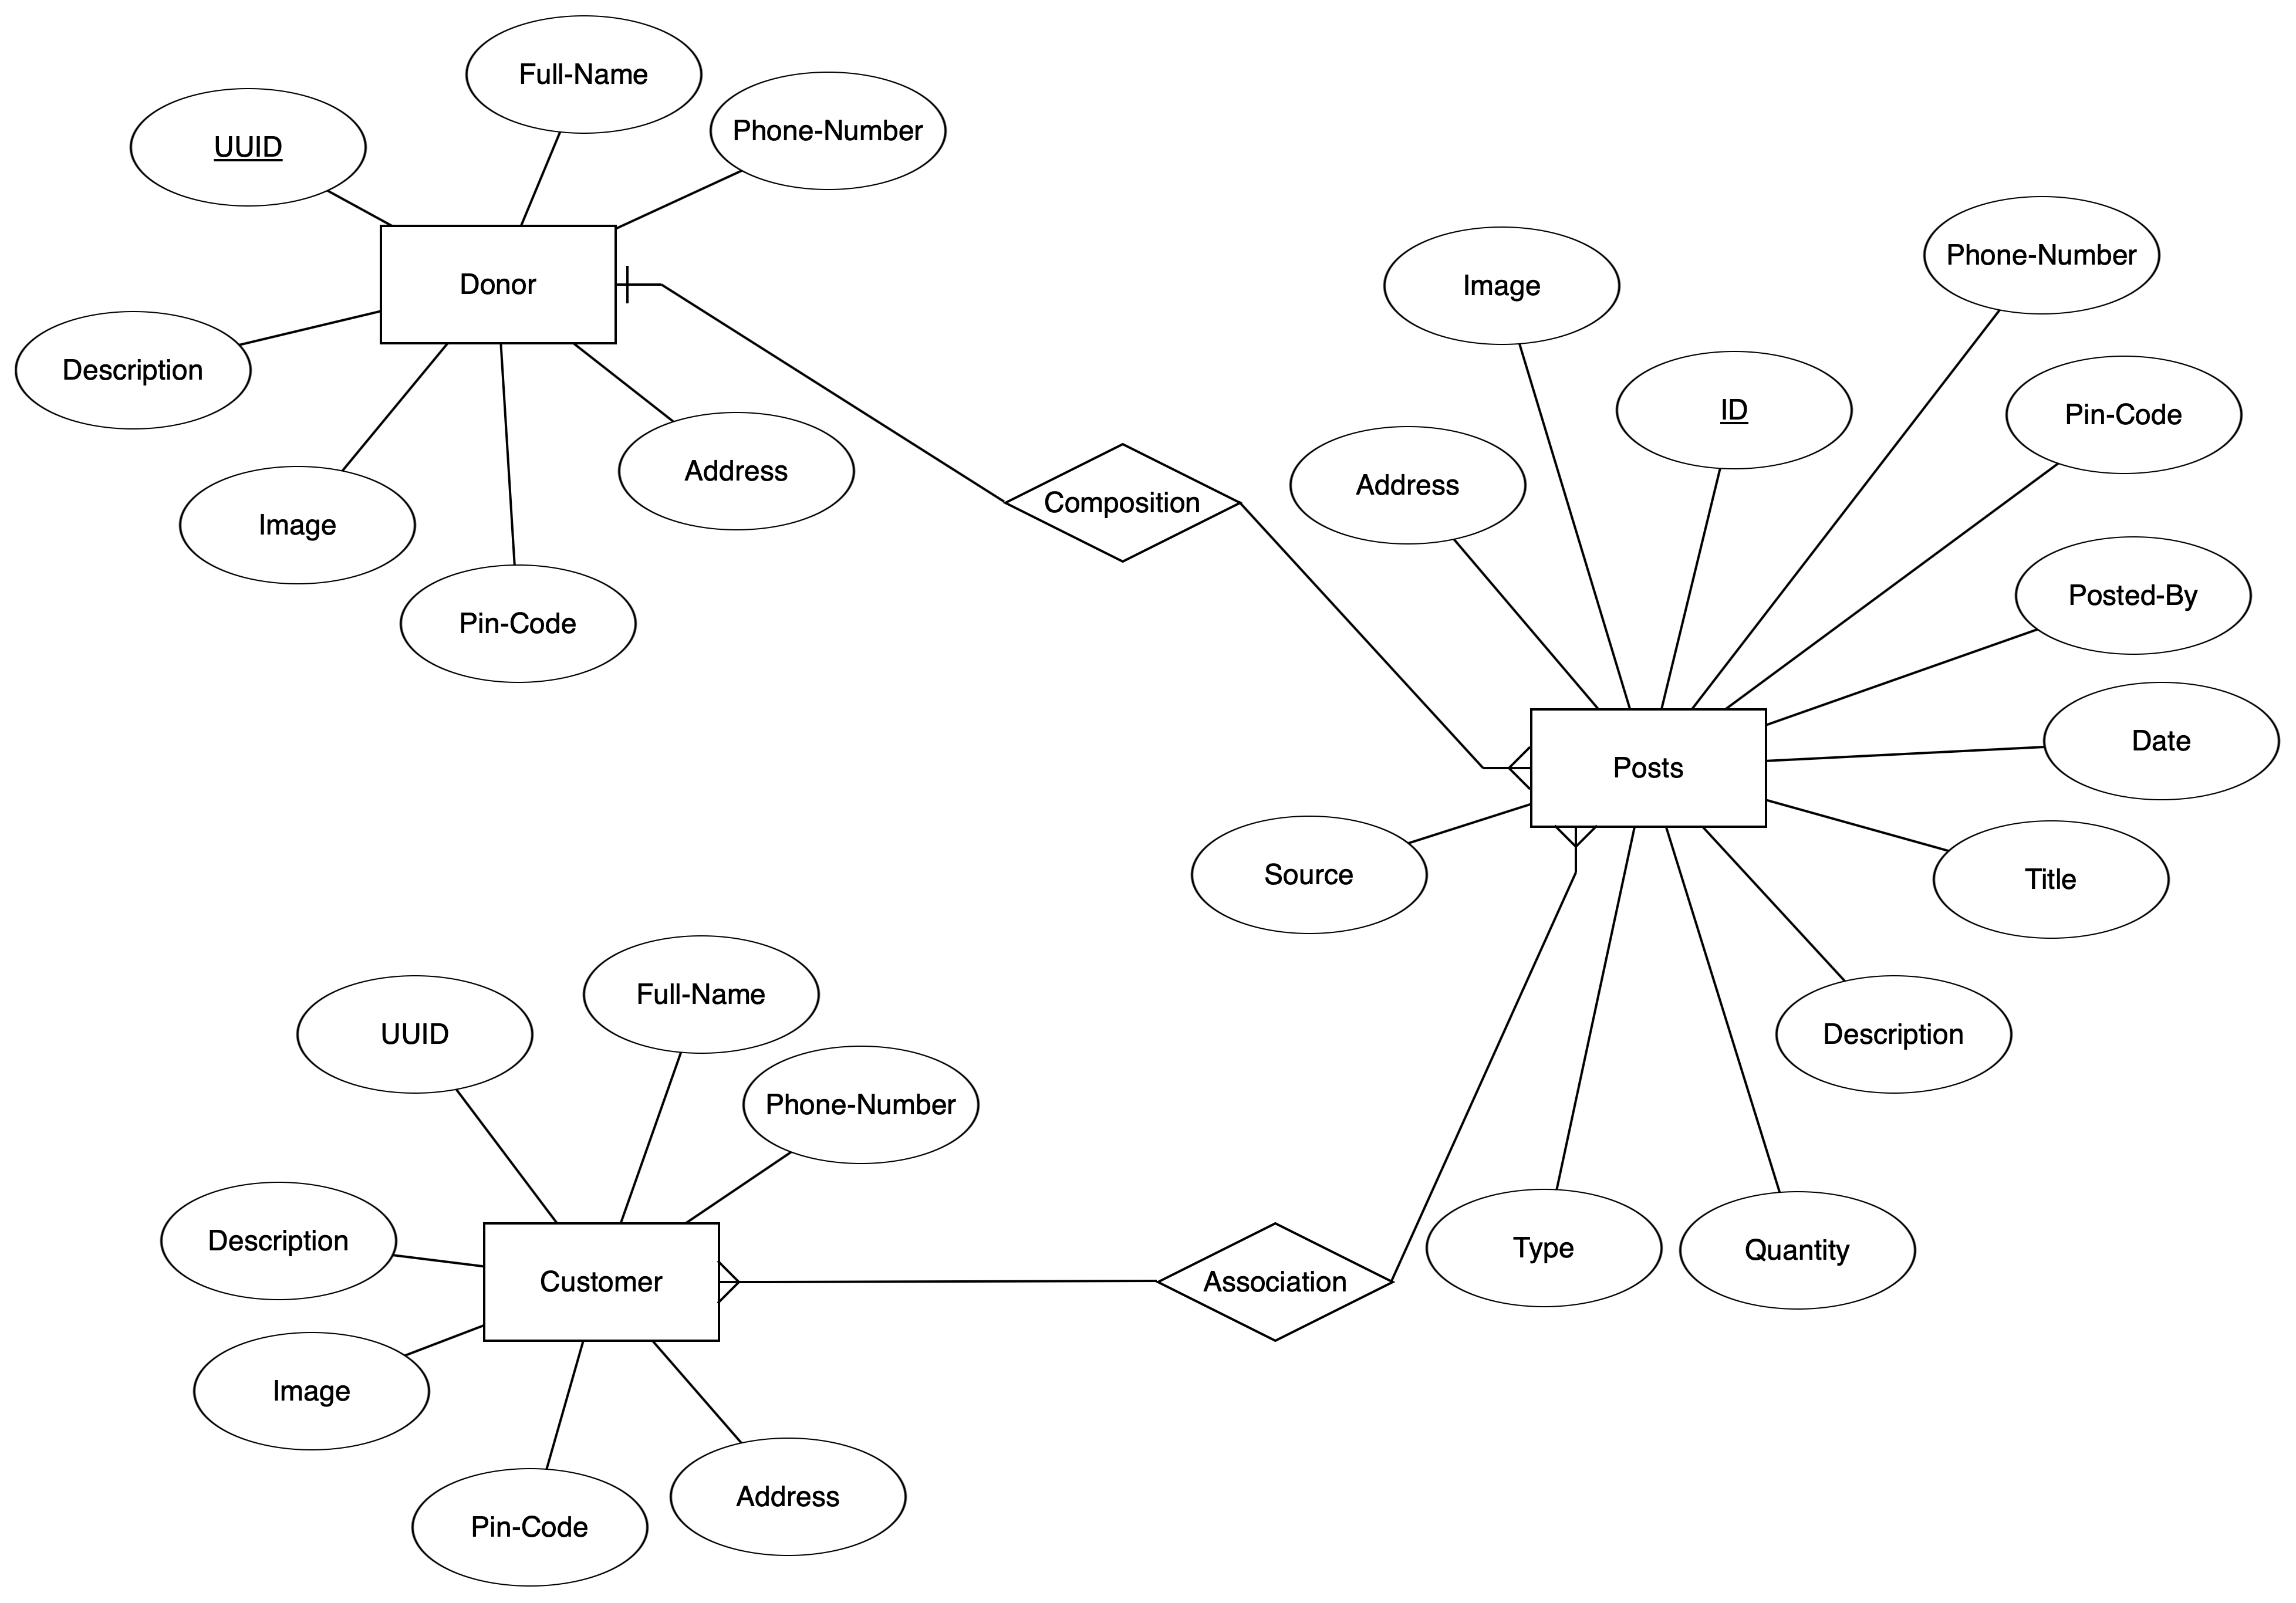 Full-Name
Phone-Number
UUID
Donor
Description
Address
Image
Pin-Code
Composition
Phone-Number
Image
ID
Pin-Code
Address
Posted-By
Date
Posts
Source
Title
Description
Type
Quantity
Full-Name
UUID
Phone-Number
Description
Customer
Association
Image
Address
Pin-Code